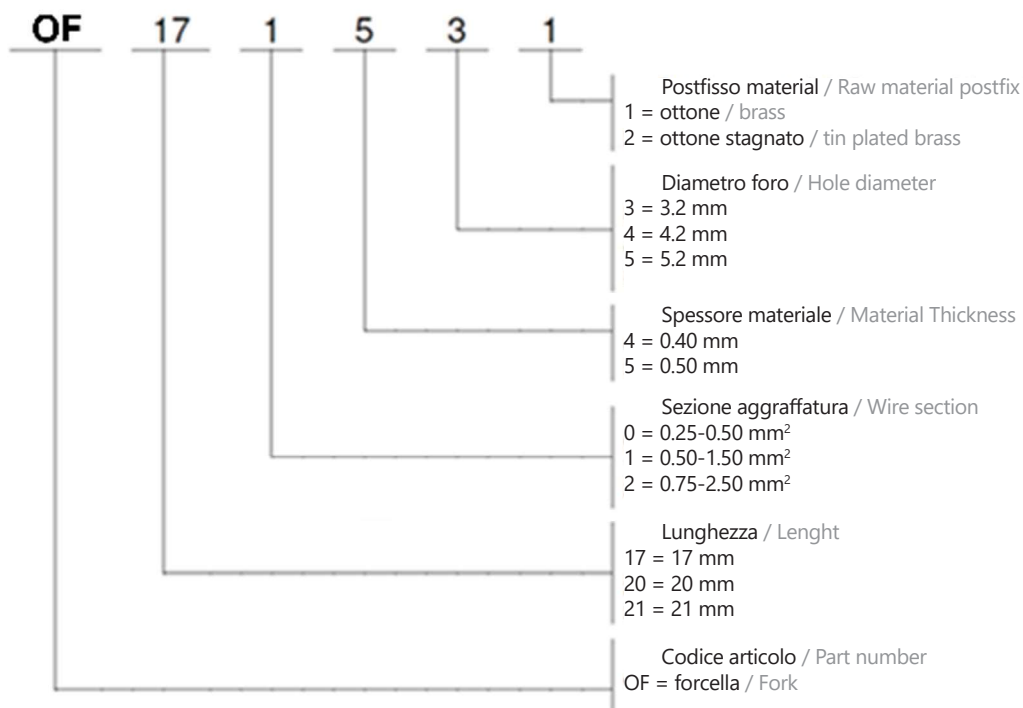 OF 17 1 5 3 1
Postfisso material / Raw material postfix
1 = ottone / brass
2 = ottone stagnato / tin plated brass
Diametro foro / Hole diameter
3 = 3.2 mm
4 = 4.2 mm
5 = 5.2 mm
Spessore materiale / Material Thickness
4 = 0.40 mm
5 = 0.50 mm
Sezione aggraffatura / Wire section
0 = 0.25-0.50 mm²
1 = 0.50-1.50 mm²
2 = 0.75-2.50 mm²
Lunghezza / Lenght
17 = 17 mm
20 = 20 mm
21 = 21 mm
Codice articolo / Part number
OF = forcella / Fork